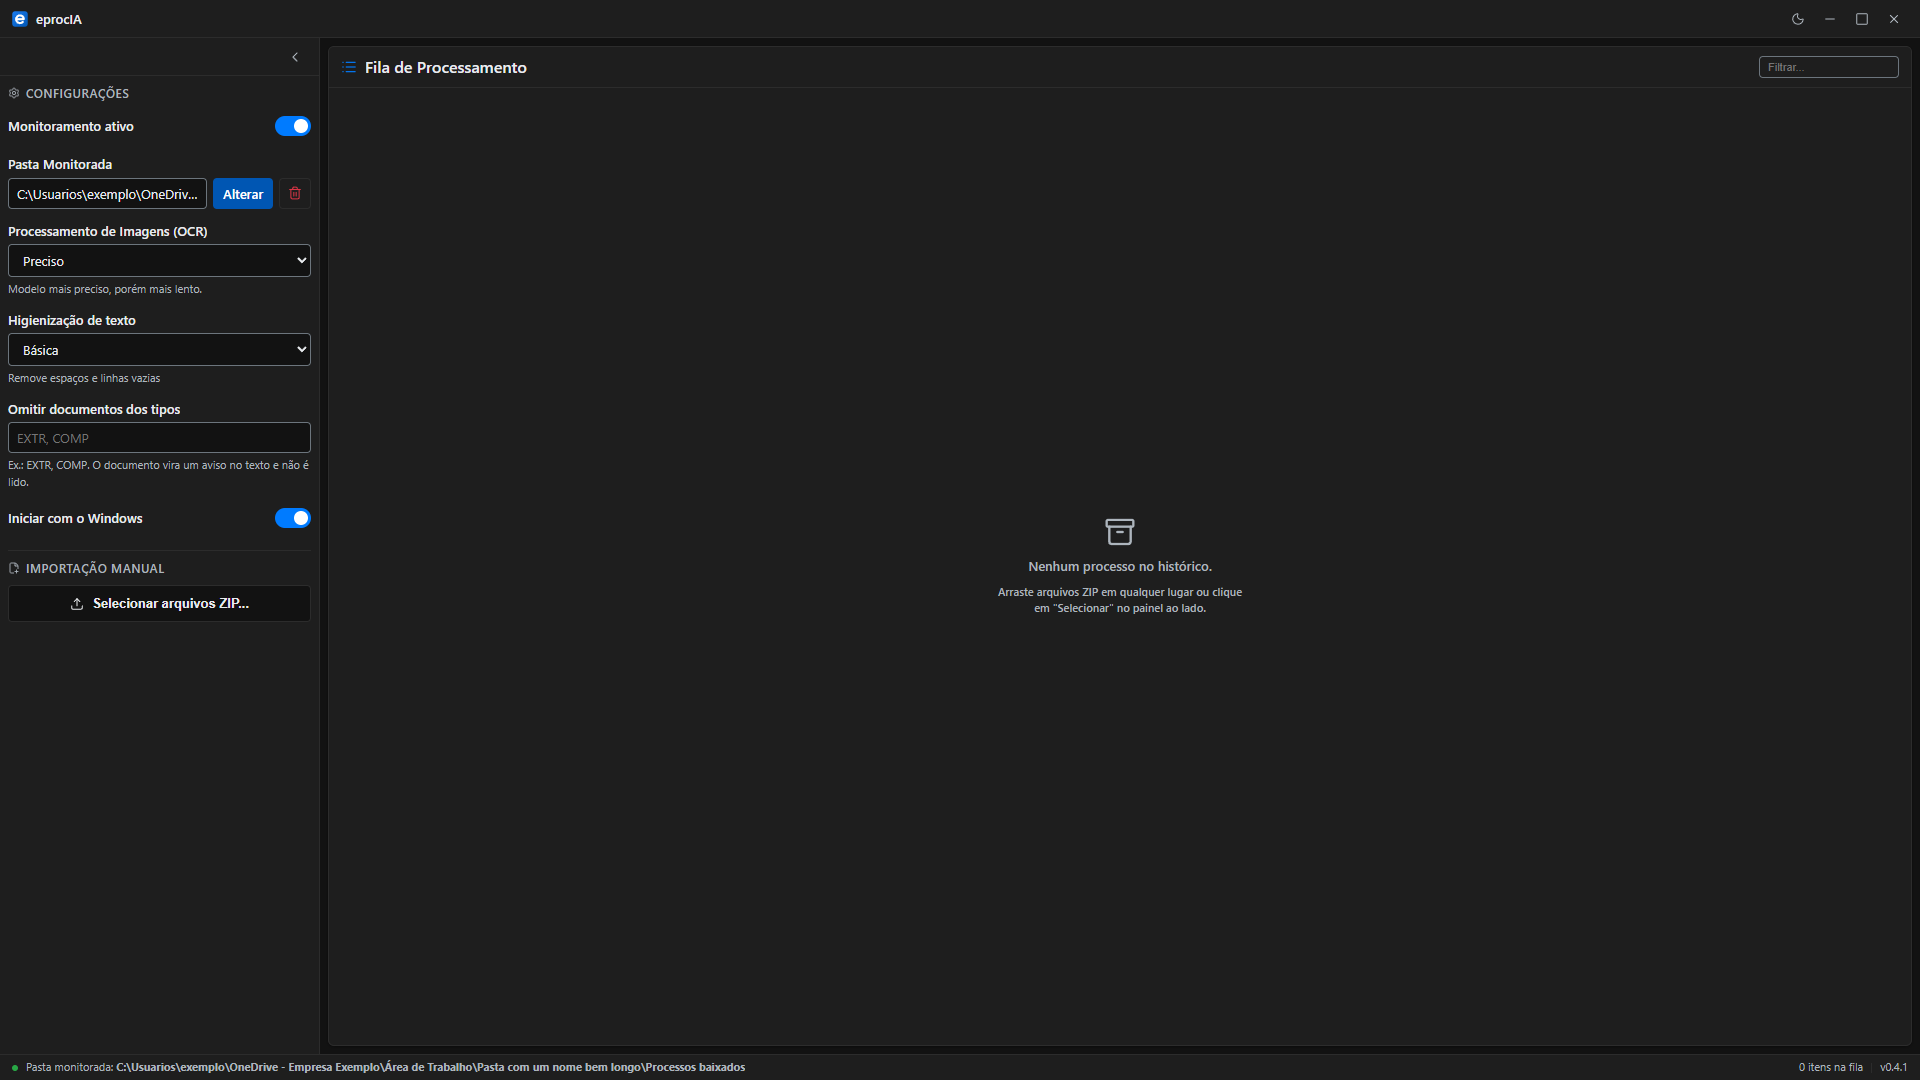 eprocIA
CONFIGURAÇÕES
Monitoramento ativo
Pasta Monitorada
C:\Usuarios\exemplo\OneDriv...
Alterar
Processamento de Imagens (OCR)
Preciso
Modelo mais preciso, porém mais lento.
Higienização de texto
Básica
Remove espaços e linhas vazias
Omitir documentos dos tipos
EXTR, COMP
Ex.: EXTR, COMP. O documento vira um aviso no texto e não é
lido.
Iniciar com o Windows
IMPORTAÇÃO MANUAL
Selecionar arquivos ZIP...
Fila de Processamento
Filtrar...
Nenhum processo no histórico.
Arraste arquivos ZIP em qualquer lugar ou clique
em "Selecionar" no painel ao lado.
Pasta monitorada: C:\Usuarios\exemplo\OneDrive - Empresa Exemplo\Área de Trabalho\Pasta com um nome bem longo\Processos baixados
0 itens na fila
v0.4.1